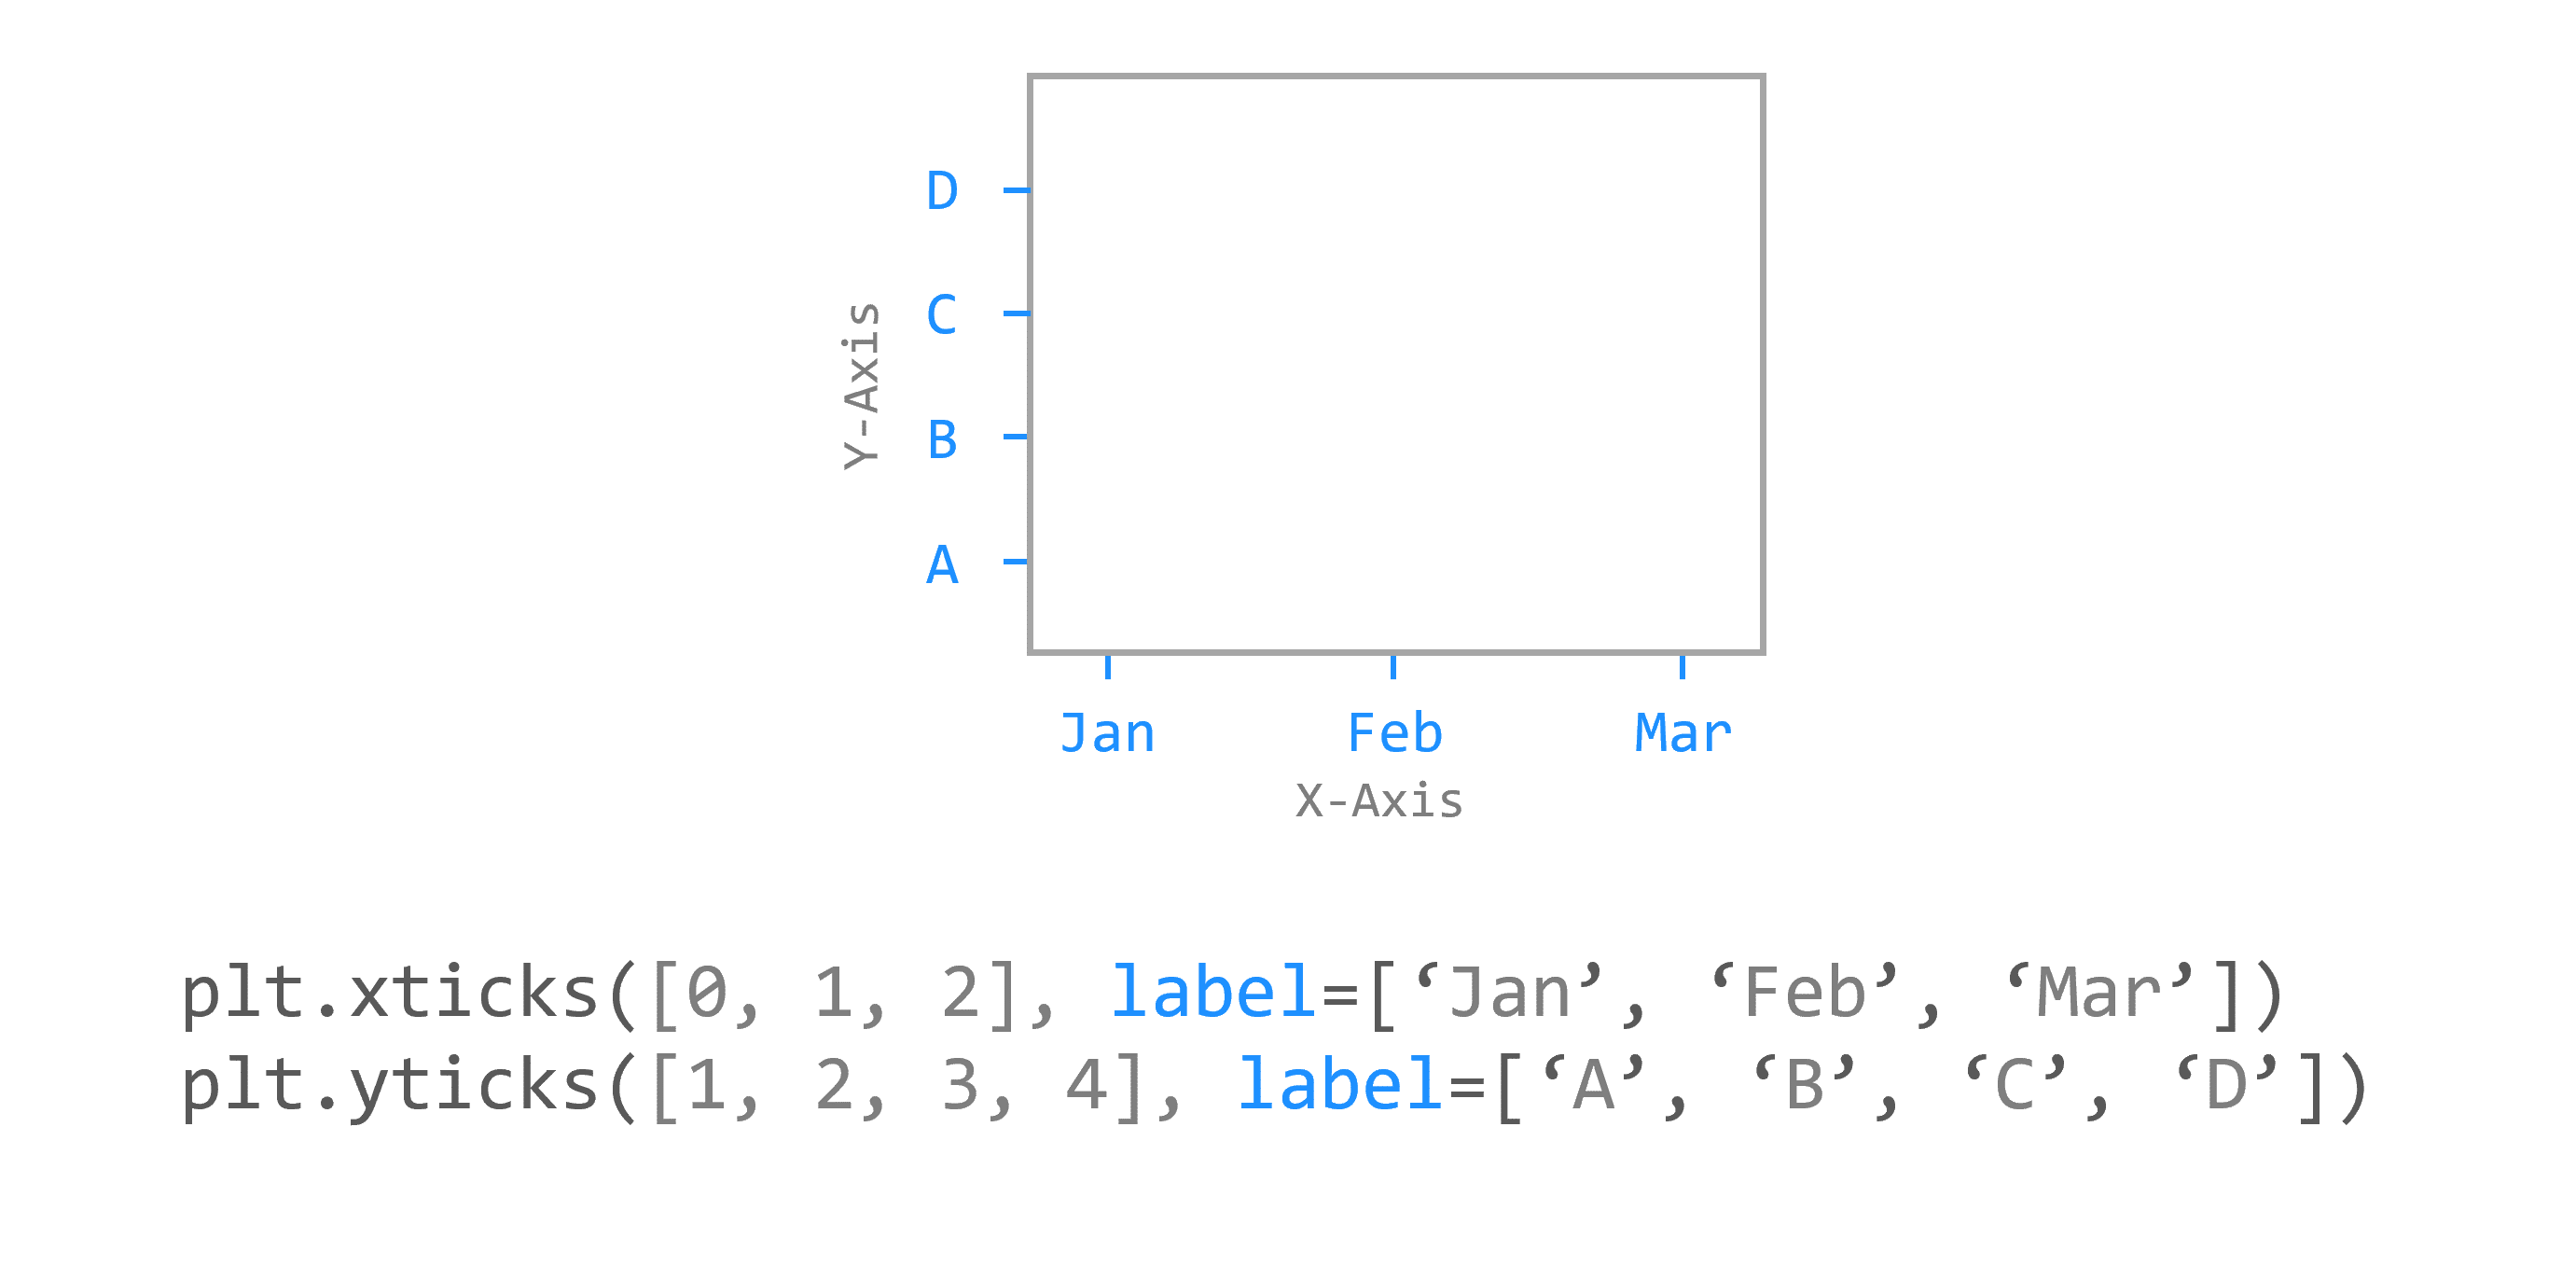 D
C
B
A
Y-Axis
Jan Feb Mar
X-Axis
plt.xticks([0, 1, 2], label=[‘Jan’, ‘Feb’, ‘Mar’])
plt.yticks([1, 2, 3, 4], label=[‘A’, ‘B’, ‘C’, ‘D’])